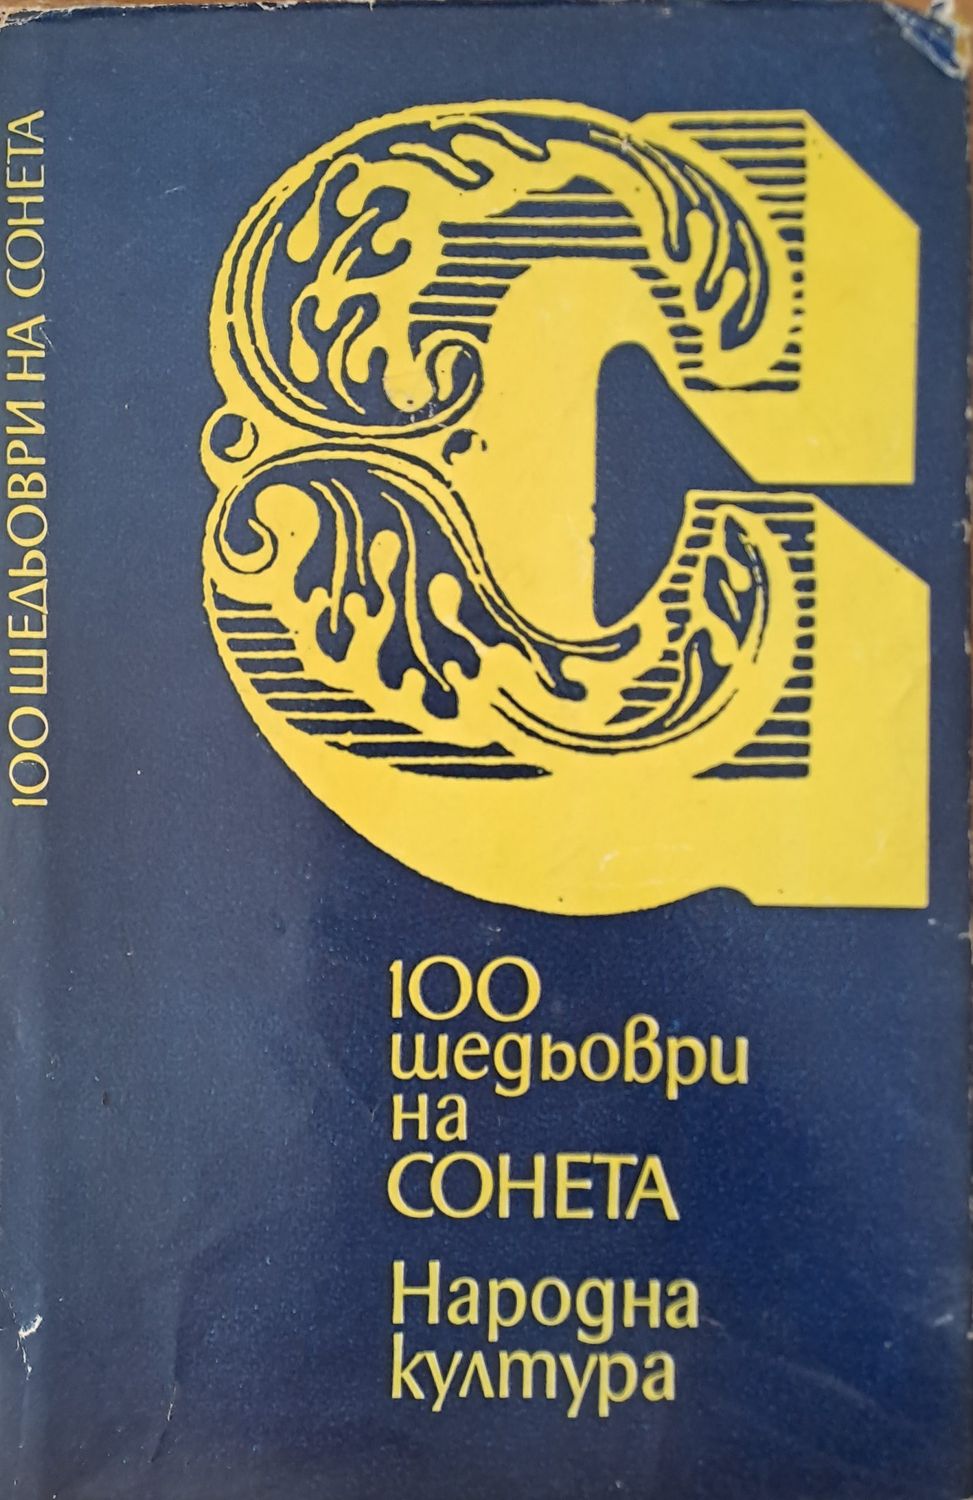 100 ШЕДЬОВРИ НА СОНЕТА
С
100
шедьоври
на
СОНЕТА
Народна
култура